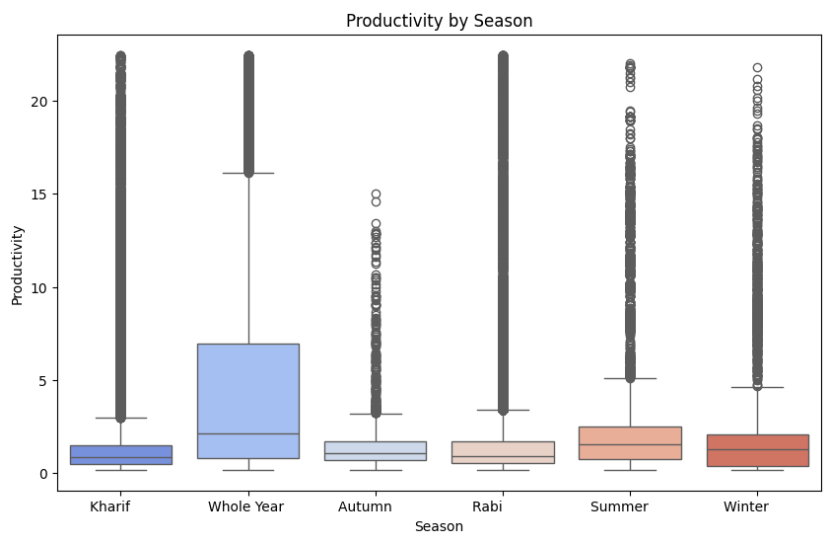 Productivity by Season
Productivity
20
15
10
5
0
Kharif
Whole Year
Autumn
Rabi
Summer
Winter
Season